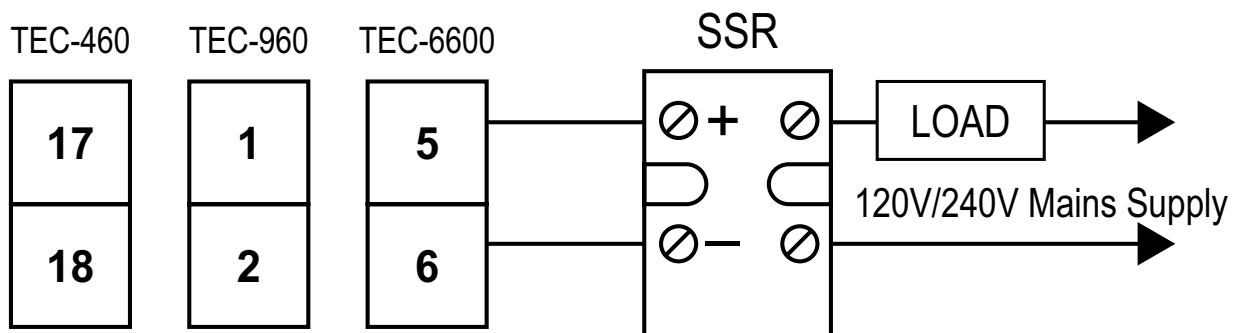 SSR
TEC-460 TEC-960 TEC-6600
17 1 5 + LOAD
120V/240V Mains Supply
18 2 6 −